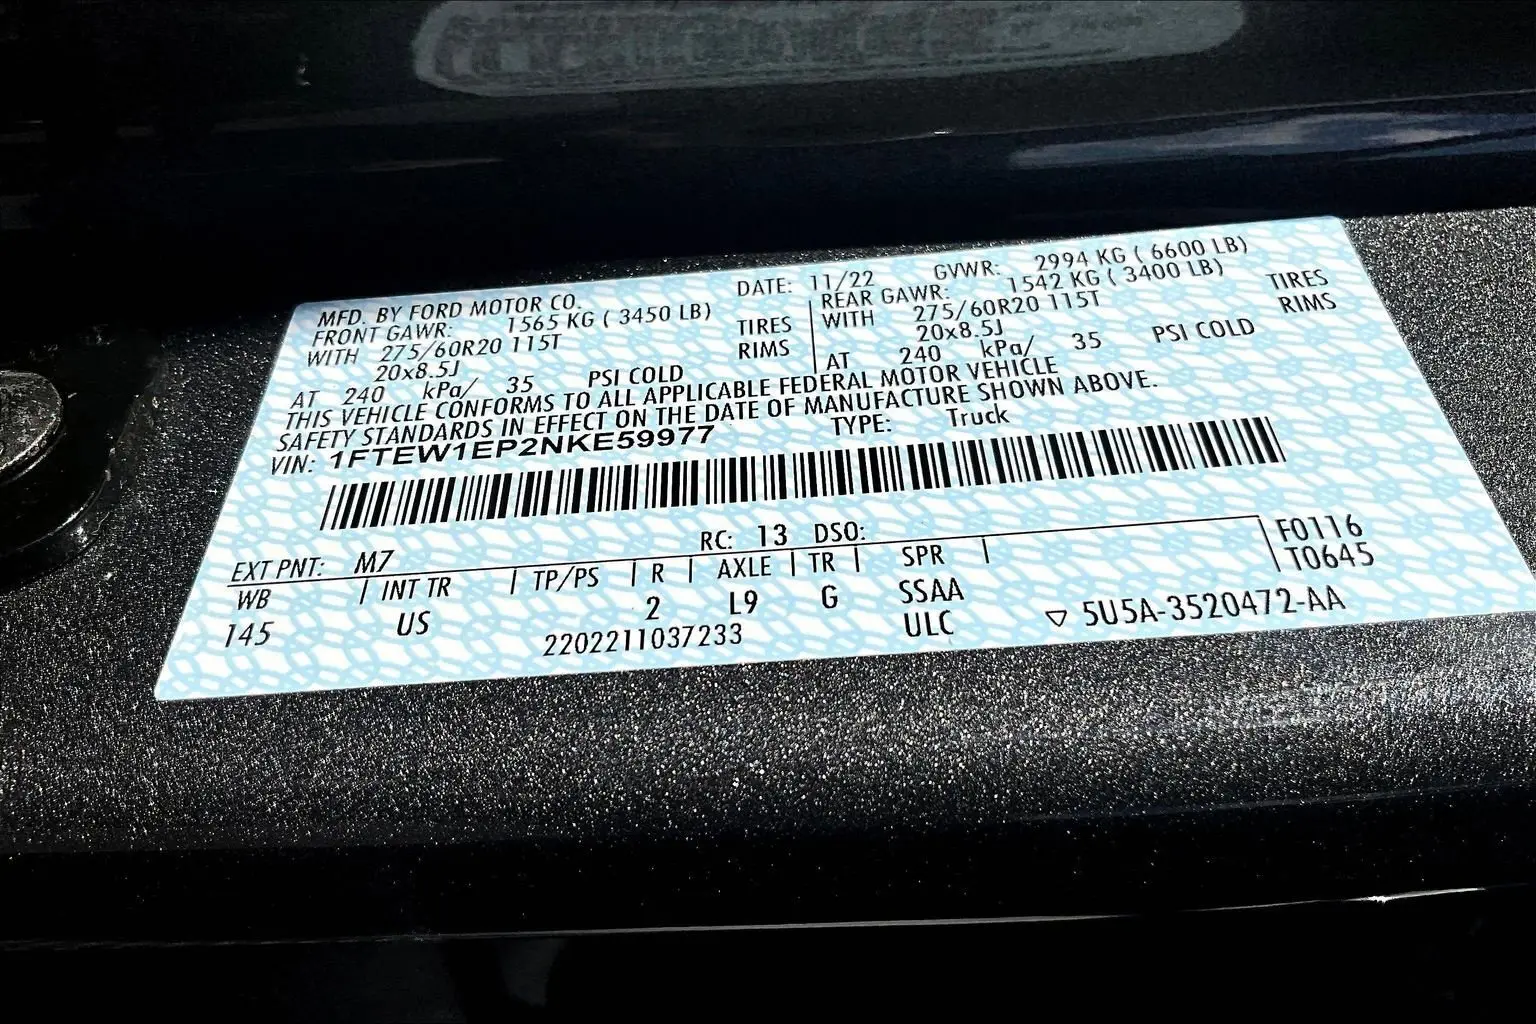 MFD. BY FORD MOTOR CO. DATE: 11/22 GVWR: 2994 KG ( 6600 LB)
FRONT GAWR: 1565 KG ( 3450 LB) REAR GAWR: 1542 KG ( 3400 LB)
WITH 275/60R20 115T TIRES WITH 275/60R20 115T TIRES
20x8.5J RIMS 20x8.5J RIMS
AT 240 kPa/ 35 PSI COLD AT 240 kPa/ 35 PSI COLD
THIS VEHICLE CONFORMS TO ALL APPLICABLE FEDERAL MOTOR VEHICLE
SAFETY STANDARDS IN EFFECT ON THE DATE OF MANUFACTURE SHOWN ABOVE.
VIN: 1FTEW1EP2NKE59977 TYPE: Truck
EXT PNT: M7 RC: 13 DSO: F0116
WB INT TR TP/PS R AXLE TR SPR T0645
145 US 2 L9 G SSAA
2202211037233 ULC ▽ 5U5A-3520472-AA